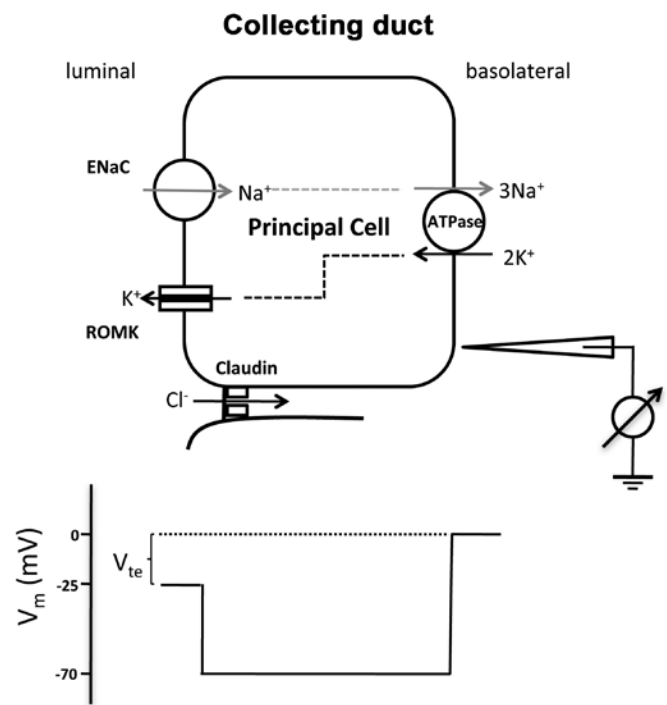 Collecting duct
luminal
basolateral
ENaC
Na⁺
3Na⁺
ATPase
Principal Cell
2K⁺
K⁺
ROMK
Claudin
Cl⁻
Vm (mV)
0
Vte
-25
-70